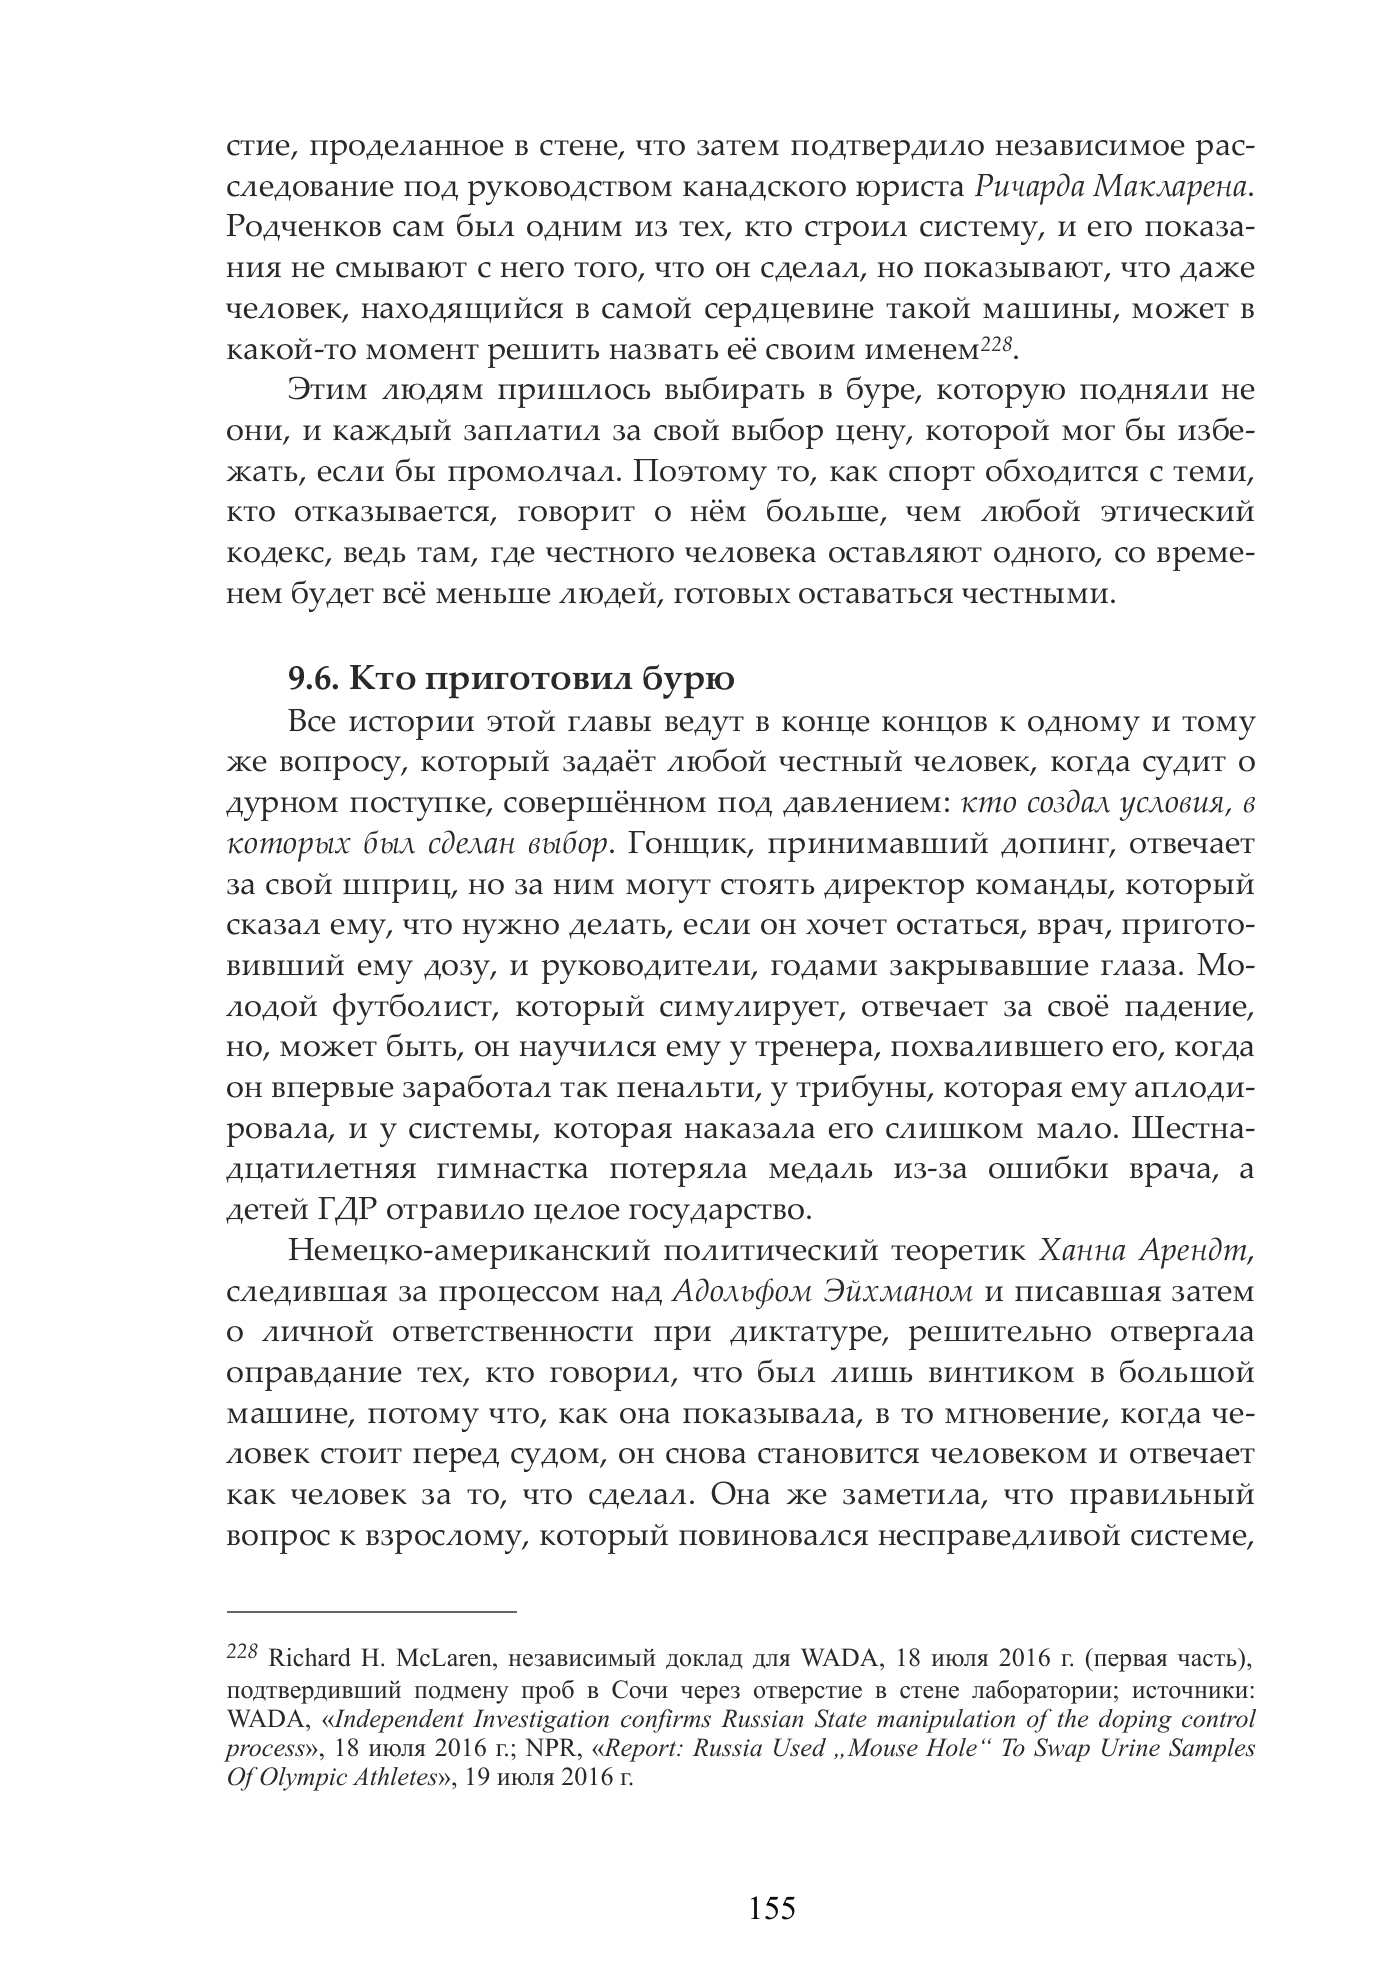 стие, проделанное в стене, что затем подтвердило независимое рас-
следование под руководством канадского юриста Ричарда Макларена.
Родченков сам был одним из тех, кто строил систему, и его показа-
ния не смывают с него того, что он сделал, но показывают, что даже
человек, находящийся в самой сердцевине такой машины, может в
какой-то момент решить назвать её своим именем228.
Этим людям пришлось выбирать в буре, которую подняли не
они, и каждый заплатил за свой выбор цену, которой мог бы избе-
жать, если бы промолчал. Поэтому то, как спорт обходится с теми,
кто отказывается, говорит о нём больше, чем любой этический
кодекс, ведь там, где честного человека оставляют одного, со време-
нем будет всё меньше людей, готовых оставаться честными.
9.6. Кто приготовил бурю
Все истории этой главы ведут в конце концов к одному и тому
же вопросу, который задаёт любой честный человек, когда судит о
дурном поступке, совершённом под давлением: кто создал условия, в
которых был сделан выбор. Гонщик, принимавший допинг, отвечает
за свой шприц, но за ним могут стоять директор команды, который
сказал ему, что нужно делать, если он хочет остаться, врач, пригото-
вивший ему дозу, и руководители, годами закрывавшие глаза. Мо-
лодой футболист, который симулирует, отвечает за своё падение,
но, может быть, он научился ему у тренера, похвалившего его, когда
он впервые заработал так пенальти, у трибуны, которая ему аплоди-
ровала, и у системы, которая наказала его слишком мало. Шестна-
дцатилетняя гимнастка потеряла медаль из-за ошибки врача, а
детей ГДР отравило целое государство.
Немецко-американский политический теоретик Ханна Арендт,
следившая за процессом над Адольфом Эйхманом и писавшая затем
о личной ответственности при диктатуре, решительно отвергала
оправдание тех, кто говорил, что был лишь винтиком в большой
машине, потому что, как она показывала, в то мгновение, когда че-
ловек стоит перед судом, он снова становится человеком и отвечает
как человек за то, что сделал. Она же заметила, что правильный
вопрос к взрослому, который повиновался несправедливой системе,
228 Richard H. McLaren, независимый доклад для WADA, 18 июля 2016 г. (первая часть),
подтвердивший подмену проб в Сочи через отверстие в стене лаборатории; источники:
WADA, «Independent Investigation confirms Russian State manipulation of the doping control
process», 18 июля 2016 г.; NPR, «Report: Russia Used „Mouse Hole“ To Swap Urine Samples
Of Olympic Athletes», 19 июля 2016 г.
155